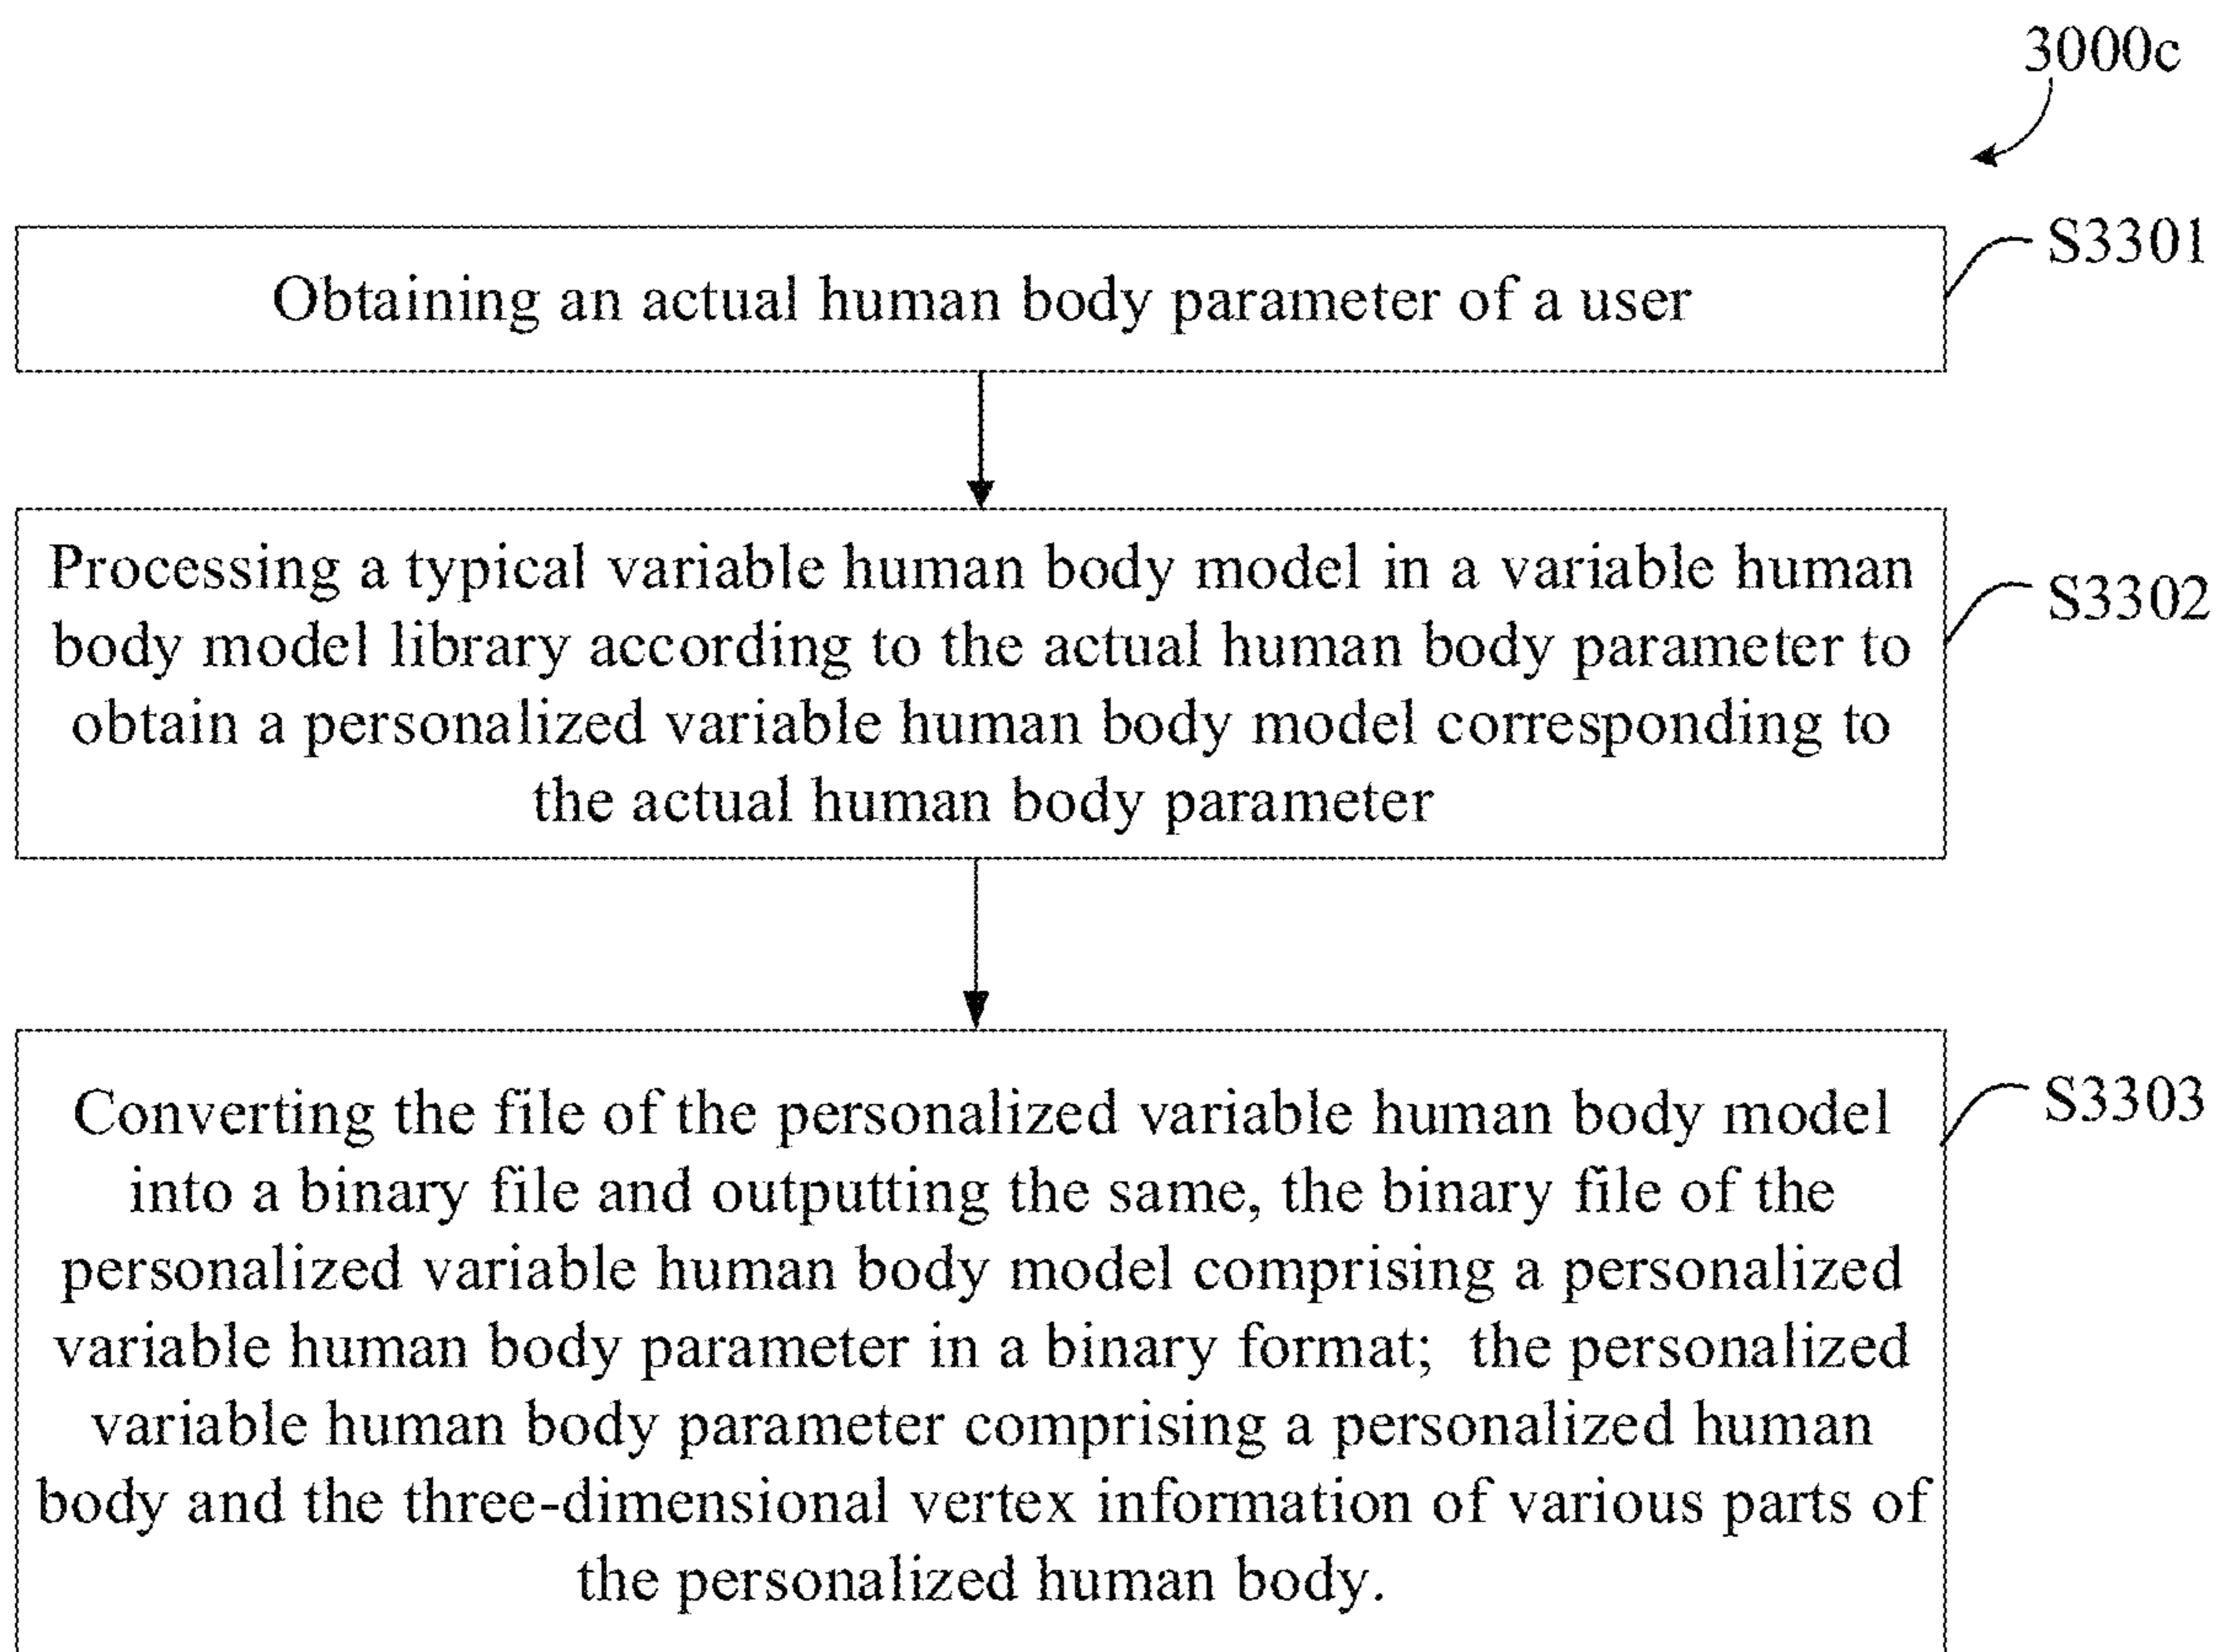 3000c
S3301
Obtaining an actual human body parameter of a user
Processing a typical variable human body model in a variable human
body model library according to the actual human body parameter to
obtain a personalized variable human body model corresponding to
the actual human body parameter
S3302
Converting the file of the personalized variable human body model
into a binary file and outputting the same, the binary file of the
personalized variable human body model comprising a personalized
variable human body parameter in a binary format; the personalized
variable human body parameter comprising a personalized human
body and the three-dimensional vertex information of various parts of
the personalized human body.
S3303